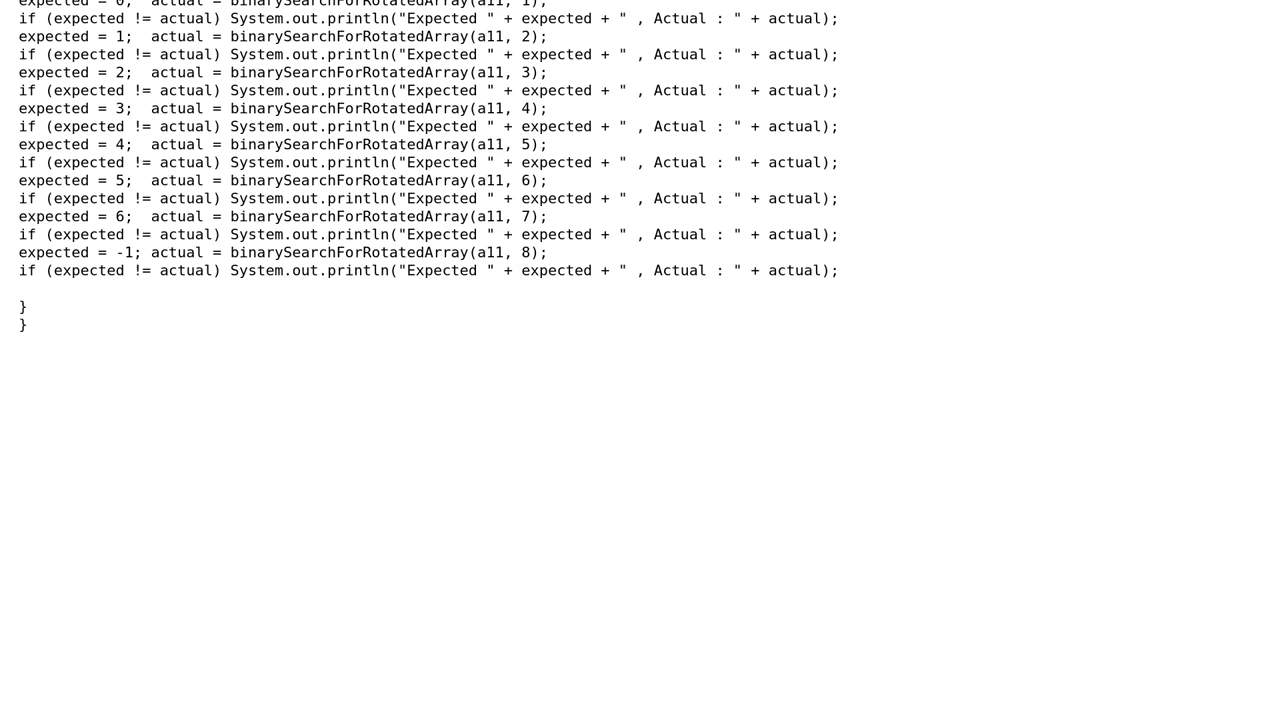 expected = 0;  actual = binarySearchForRotatedArray(a11, 1);
if (expected != actual) System.out.println("Expected " + expected + " , Actual : " + actual);
expected = 1;  actual = binarySearchForRotatedArray(a11, 2);
if (expected != actual) System.out.println("Expected " + expected + " , Actual : " + actual);
expected = 2;  actual = binarySearchForRotatedArray(a11, 3);
if (expected != actual) System.out.println("Expected " + expected + " , Actual : " + actual);
expected = 3;  actual = binarySearchForRotatedArray(a11, 4);
if (expected != actual) System.out.println("Expected " + expected + " , Actual : " + actual);
expected = 4;  actual = binarySearchForRotatedArray(a11, 5);
if (expected != actual) System.out.println("Expected " + expected + " , Actual : " + actual);
expected = 5;  actual = binarySearchForRotatedArray(a11, 6);
if (expected != actual) System.out.println("Expected " + expected + " , Actual : " + actual);
expected = 6;  actual = binarySearchForRotatedArray(a11, 7);
if (expected != actual) System.out.println("Expected " + expected + " , Actual : " + actual);
expected = -1; actual = binarySearchForRotatedArray(a11, 8);
if (expected != actual) System.out.println("Expected " + expected + " , Actual : " + actual);
}
}